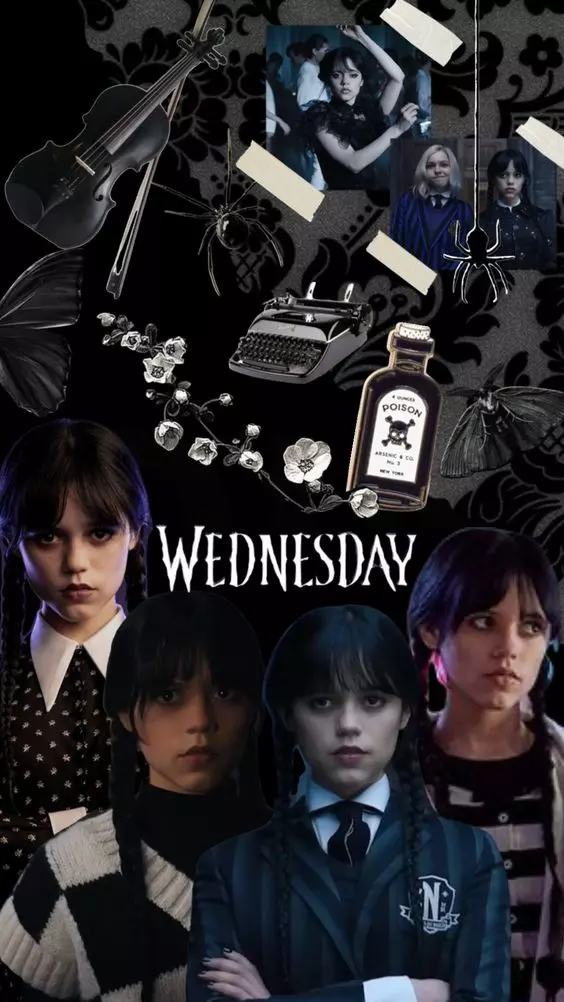 4 OUNCES
POISON
ARSENIC & CO.
No. 3
NEW YORK
WEDNESDAY
N